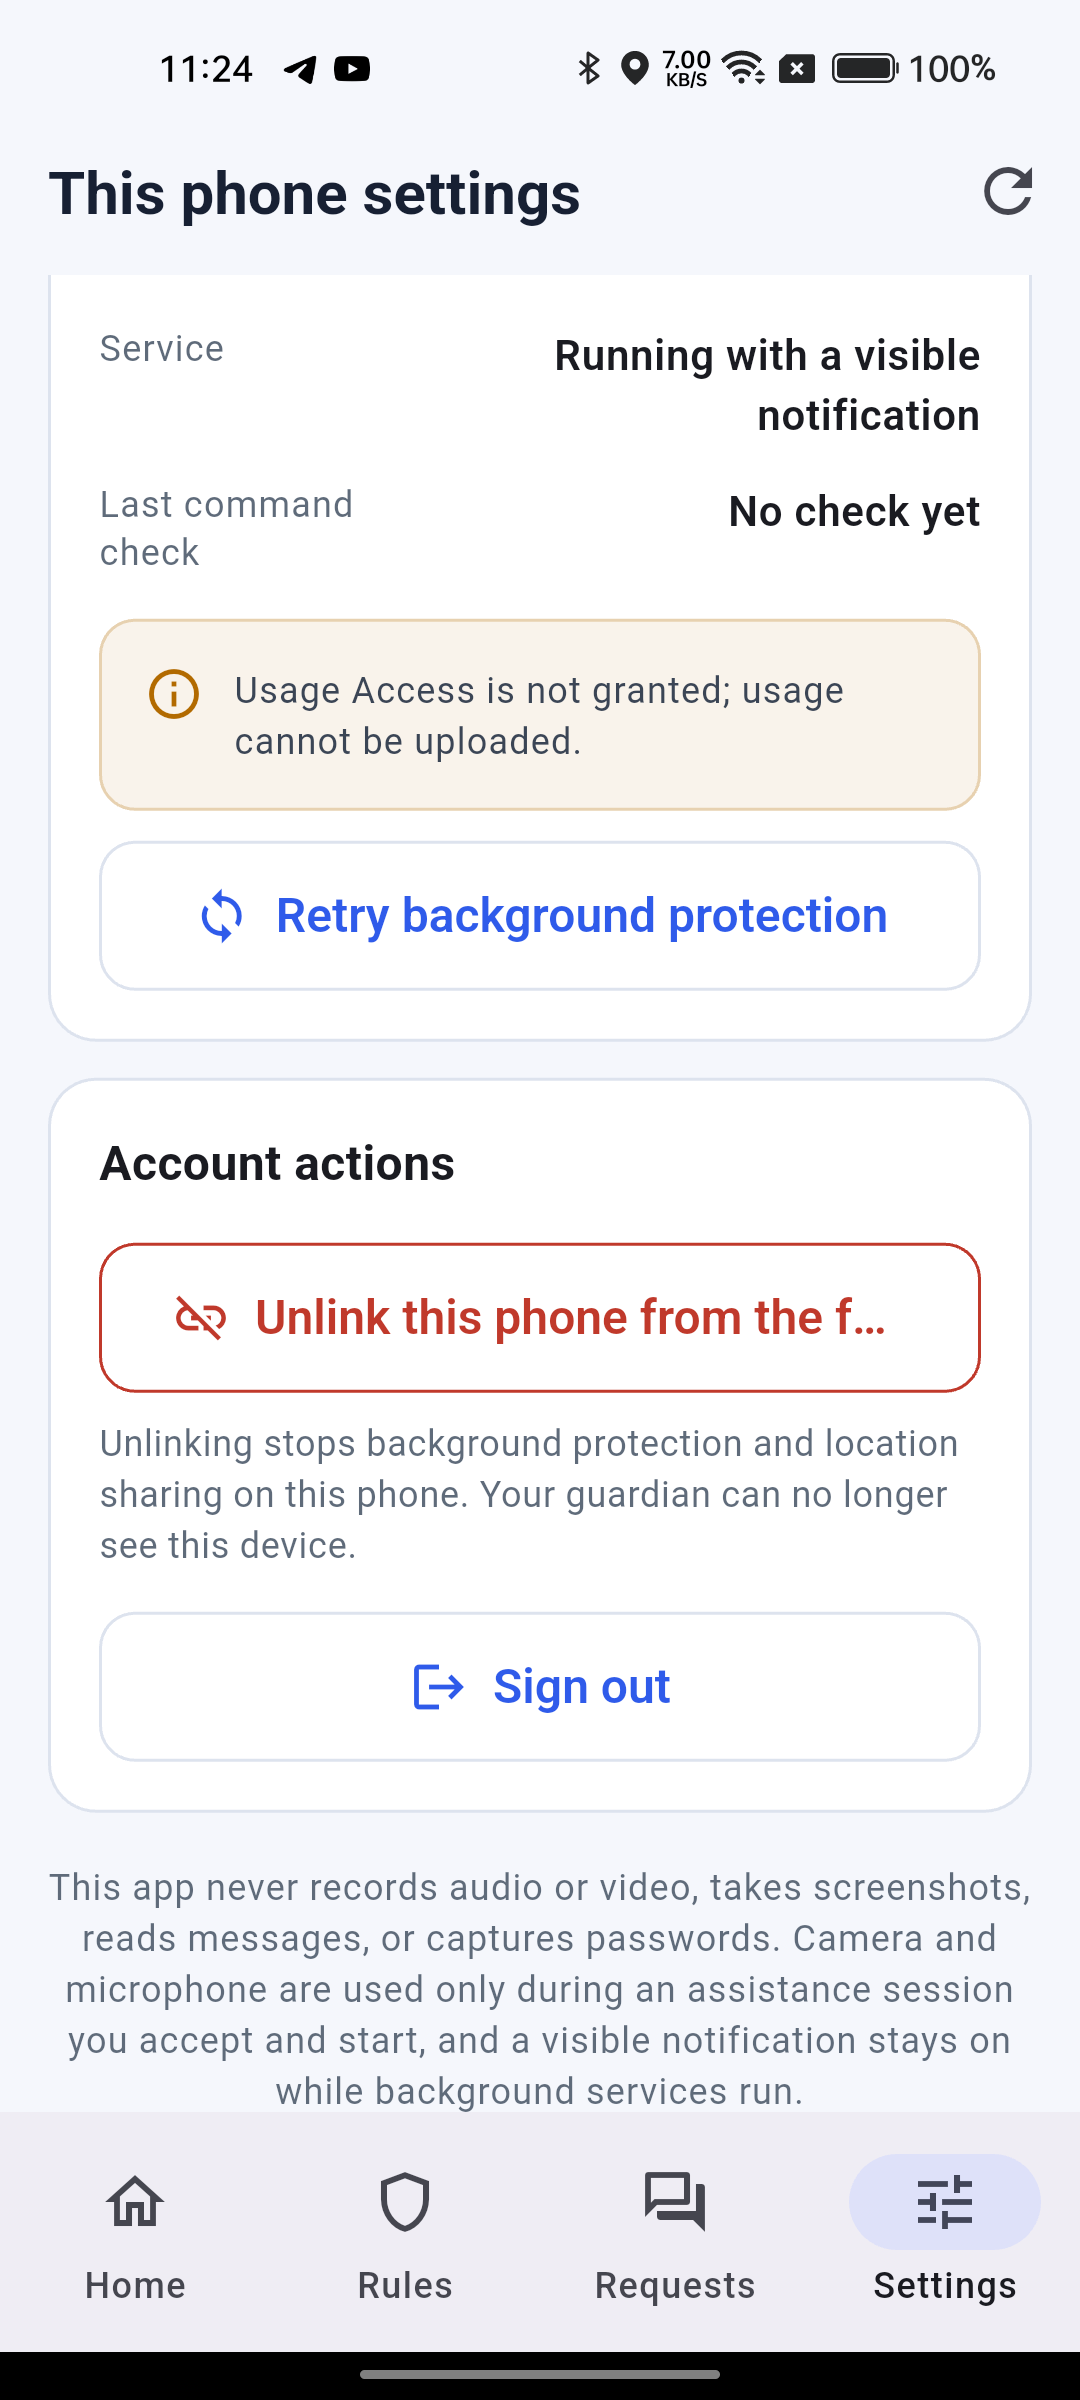 11:24
7.00
KB/S
100%
This phone settings
Service
Running with a visible
notification
Last command
check
No check yet
Usage Access is not granted; usage
cannot be uploaded.
Retry background protection
Account actions
Unlink this phone from the f...
Unlinking stops background protection and location
sharing on this phone. Your guardian can no longer
see this device.
Sign out
This app never records audio or video, takes screenshots,
reads messages, or captures passwords. Camera and
microphone are used only during an assistance session
you accept and start, and a visible notification stays on
while background services run.
Home
Rules
Requests
Settings